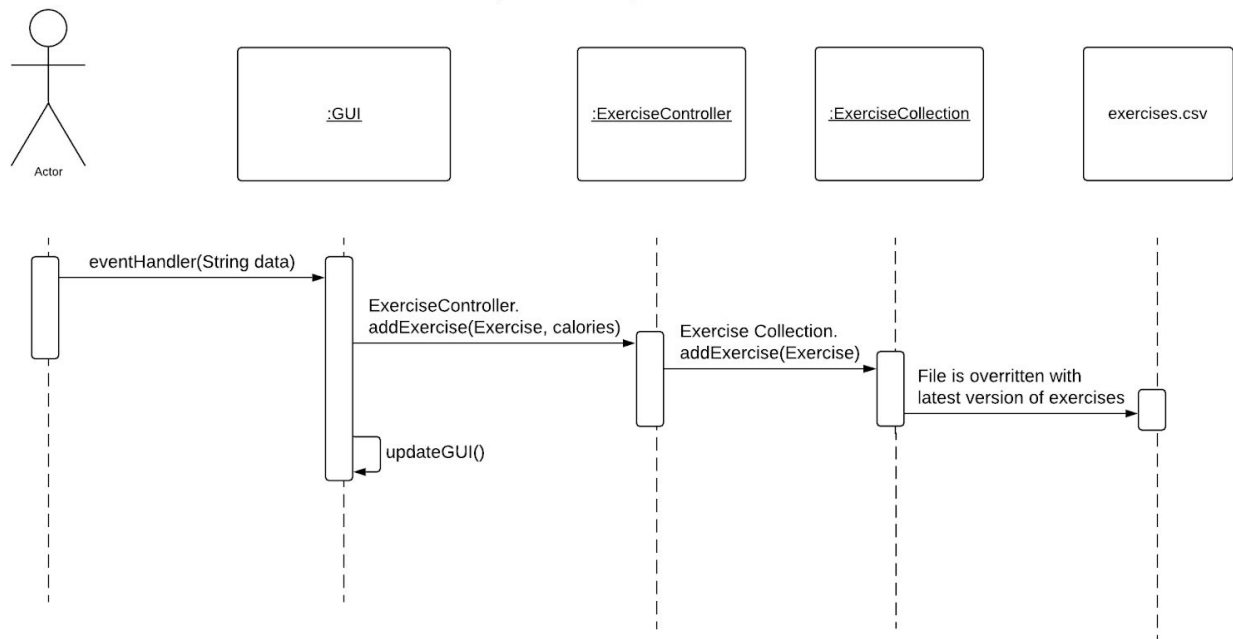 Actor
:GUI
:ExerciseController
:ExerciseCollection
exercises.csv
eventHandler(String data)
ExerciseController.
addExercise(Exercise, calories)
Exercise Collection.
addExercise(Exercise)
File is overritten with
latest version of exercises
updateGUI()